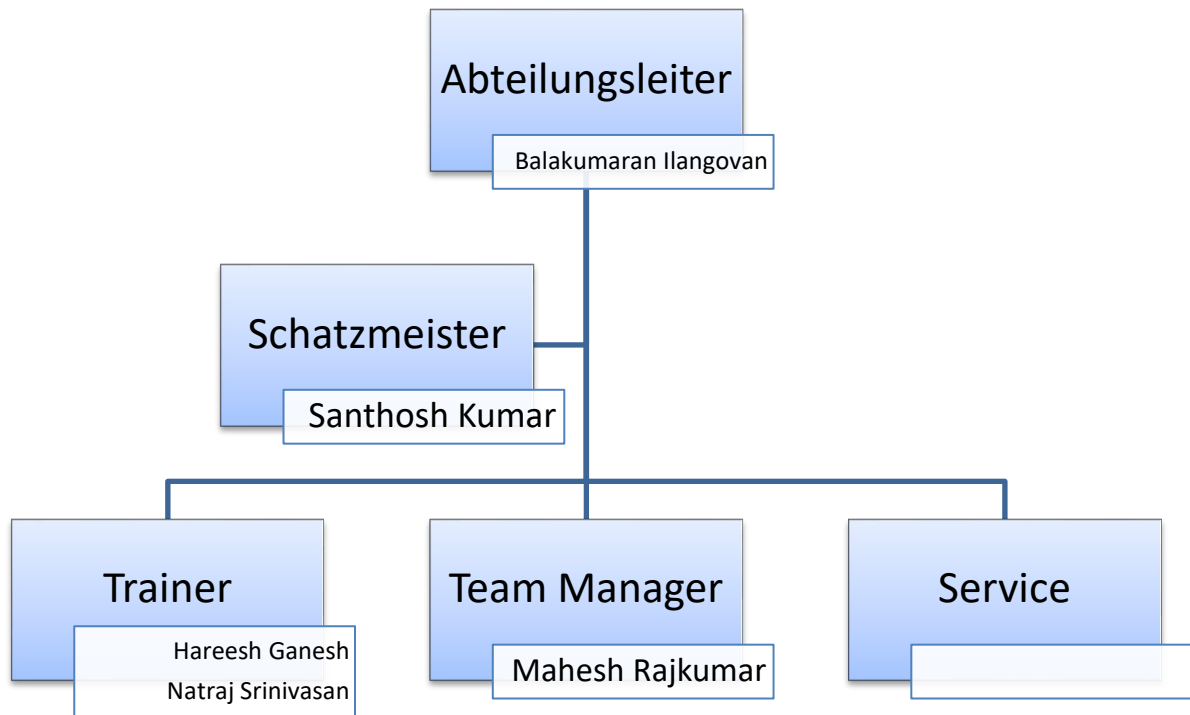 Abteilungsleiter
Balakumaran Ilangovan
Schatzmeister
Santhosh Kumar
Trainer
Hareesh Ganesh
Natraj Srinivasan
Team Manager
Mahesh Rajkumar
Service